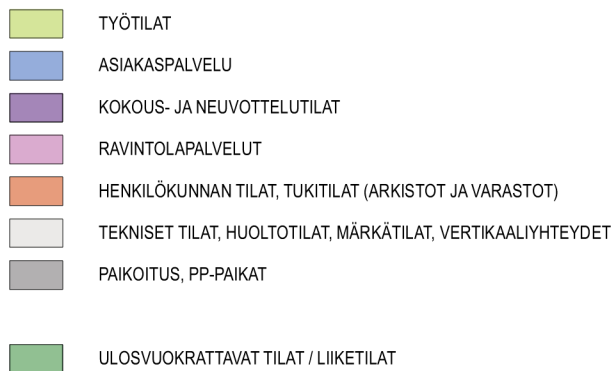 TYÖTILAT
ASIAKASPALVELU
KOKOUS- JA NEUVOTTELUTILAT
RAVINTOLAPALVELUT
HENKILÖKUNNAN TILAT, TUKITILAT (ARKISTOT JA VARASTOT)
TEKNISET TILAT, HUOLTOTILAT, MÄRKÄTILAT, VERTIKAALIYHTEYDET
PAIKOITUS, PP-PAIKAT
ULOSVUOKRATTAVAT TILAT / LIIKETILAT